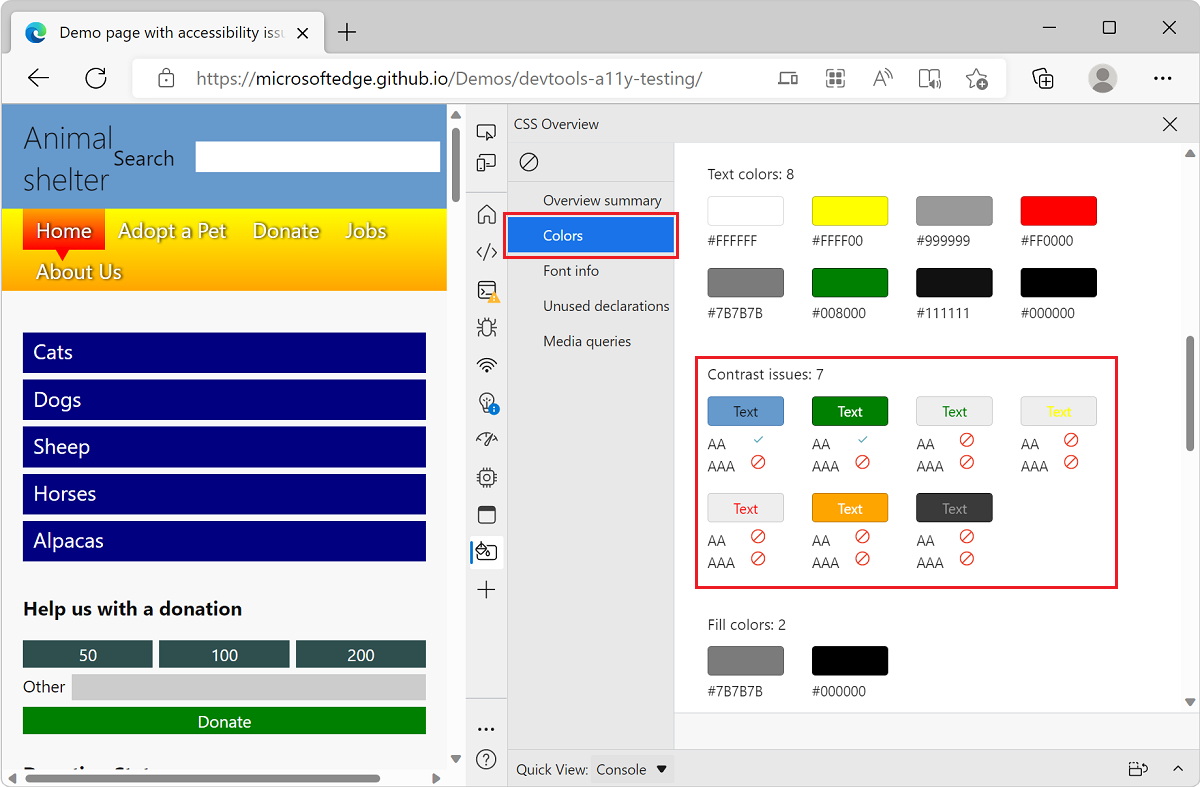 Demo page with accessibility issu
https://microsoftedge.github.io/Demos/devtools-a11y-testing/
Animal
shelter
Search
Home Adopt a Pet Donate Jobs
About Us
Cats
Dogs
Sheep
Horses
Alpacas
Help us with a donation
50 100 200
Other
Donate
CSS Overview
Overview summary
Colors
Font info
Unused declarations
Media queries
Text colors: 8
#FFFFFF #FFFF00 #999999 #FF0000
#7B7B7B #008000 #111111 #000000
Contrast issues: 7
Text Text Text Text
AA AA AA AA
AAA AAA AAA AAA
Text Text Text
AA AA AA
AAA AAA AAA
Fill colors: 2
#7B7B7B #000000
Quick View: Console